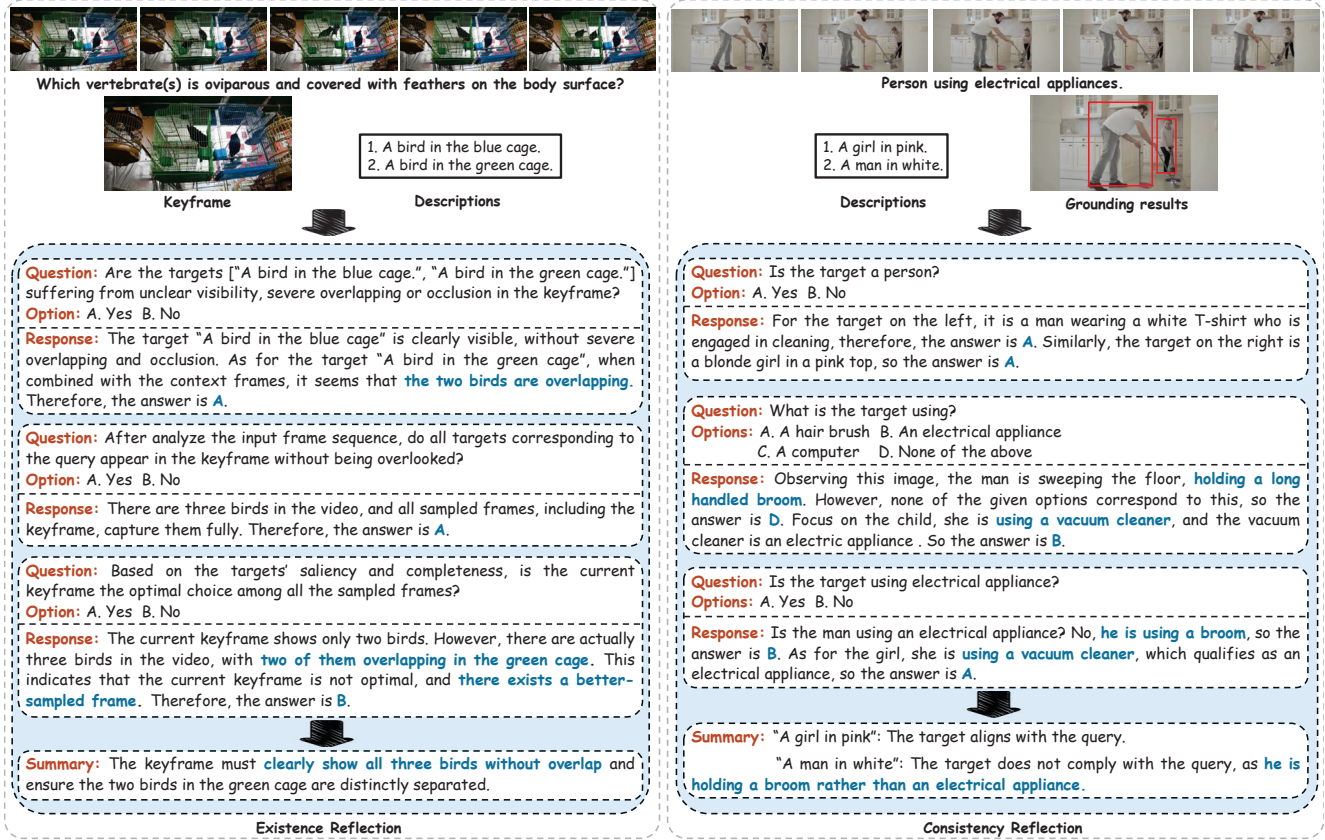 Which vertebrate(s) is oviparous and covered with feathers on the body surface?
1. A bird in the blue cage.
2. A bird in the green cage.
Keyframe
Descriptions
Question: Are the targets [“A bird in the blue cage.”, “A bird in the green cage.”]
suffering from unclear visibility, severe overlapping or occlusion in the keyframe?
Option: A. Yes B. No
Response: The target “A bird in the blue cage” is clearly visible, without severe
overlapping and occlusion. As for the target “A bird in the green cage”, when
combined with the context frames, it seems that the two birds are overlapping.
Therefore, the answer is A.
Question: After analyze the input frame sequence, do all targets corresponding to
the query appear in the keyframe without being overlooked?
Option: A. Yes B. No
Response: There are three birds in the video, and all sampled frames, including the
keyframe, capture them fully. Therefore, the answer is A.
Question: Based on the targets’ saliency and completeness, is the current
keyframe the optimal choice among all the sampled frames?
Option: A. Yes B. No
Response: The current keyframe shows only two birds. However, there are actually
three birds in the video, with two of them overlapping in the green cage. This
indicates that the current keyframe is not optimal, and there exists a better-
sampled frame. Therefore, the answer is B.
Summary: The keyframe must clearly show all three birds without overlap and
ensure the two birds in the green cage are distinctly separated.
Existence Reflection
Person using electrical appliances.
1. A girl in pink.
2. A man in white.
Descriptions
Grounding results
Question: Is the target a person?
Option: A. Yes B. No
Response: For the target on the left, it is a man wearing a white T-shirt who is
engaged in cleaning, therefore, the answer is A. Similarly, the target on the right is
a blonde girl in a pink top, so the answer is A.
Question: What is the target using?
Options: A. A hair brush B. An electrical appliance
C. A computer D. None of the above
Response: Observing this image, the man is sweeping the floor, holding a long
handled broom. However, none of the given options correspond to this, so the
answer is D. Focus on the child, she is using a vacuum cleaner, and the vacuum
cleaner is an electric appliance . So the answer is B.
Question: Is the target using electrical appliance?
Options: A. Yes B. No
Response: Is the man using an electrical appliance? No, he is using a broom, so the
answer is B. As for the girl, she is using a vacuum cleaner, which qualifies as an
electrical appliance, so the answer is A.
Summary: “A girl in pink”: The target aligns with the query.
“A man in white”: The target does not comply with the query, as he is
holding a broom rather than an electrical appliance.
Consistency Reflection